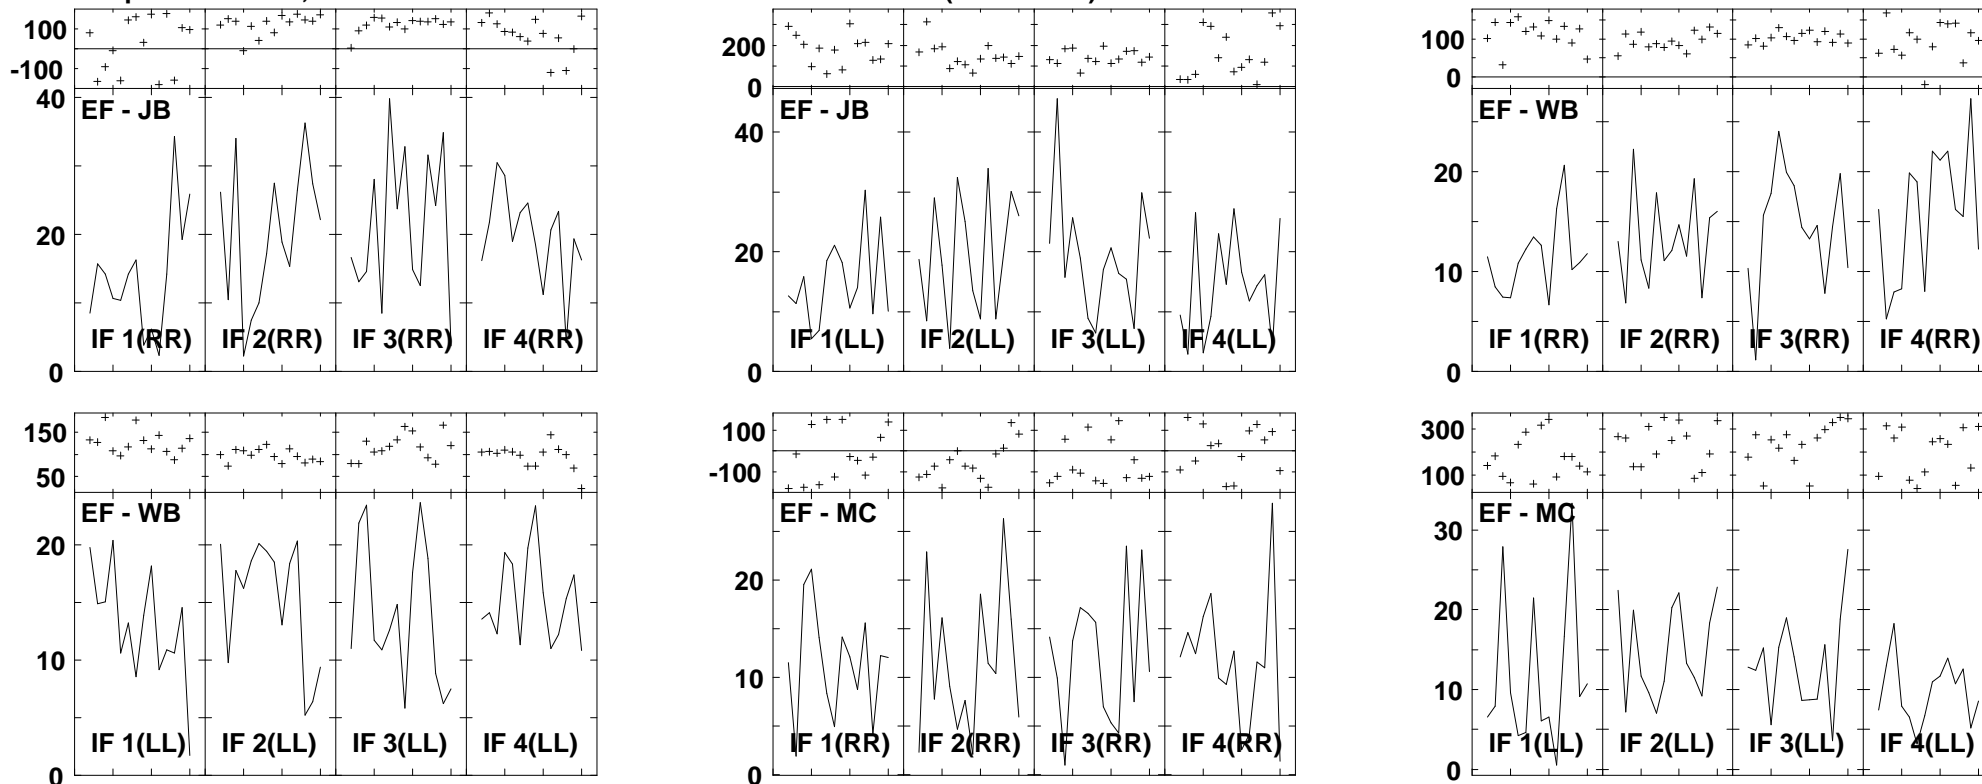 100
-100
40
EF - JB
20
0
IF 1(RR) IF 2(RR) IF 3(RR) IF 4(RR)
200
0
EF - JB
40
20
0
IF 1(LL) IF 2(LL) IF 3(LL) IF 4(LL)
100
0
EF - WB
20
10
0
IF 1(RR) IF 2(RR) IF 3(RR) IF 4(RR)
150
50
EF - WB
20
10
0
IF 1(LL) IF 2(LL) IF 3(LL) IF 4(LL)
100
-100
EF - MC
20
10
0
IF 1(RR) IF 2(RR) IF 3(RR) IF 4(RR)
300
100
EF - MC
30
20
10
0
IF 1(LL) IF 2(LL) IF 3(LL) IF 4(LL)